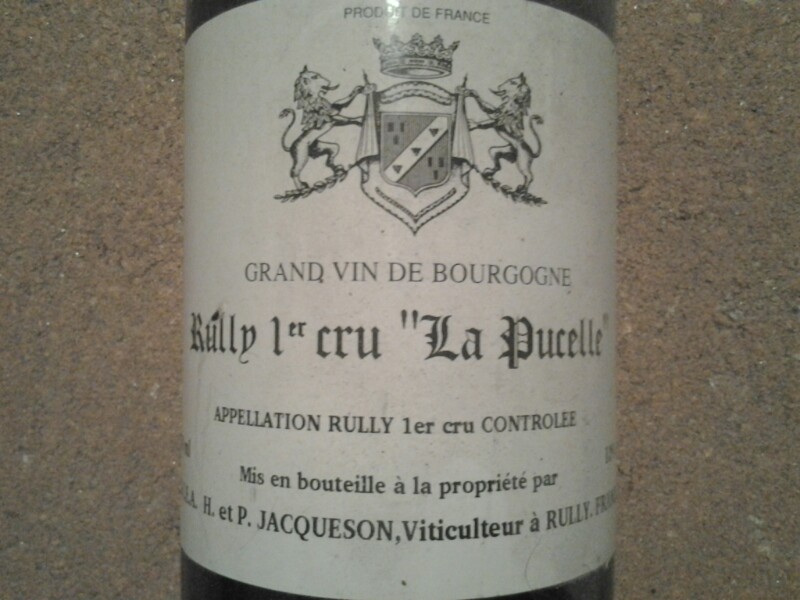 PRODUIT DE FRANCE
GRAND VIN DE BOURGOGNE
Rully 1er cru "La Pucelle"
APPELLATION RULLY 1er cru CONTROLEE
Mis en bouteille à la propriété par
H. et P. JACQUESON, Viticulteur à RULLY.